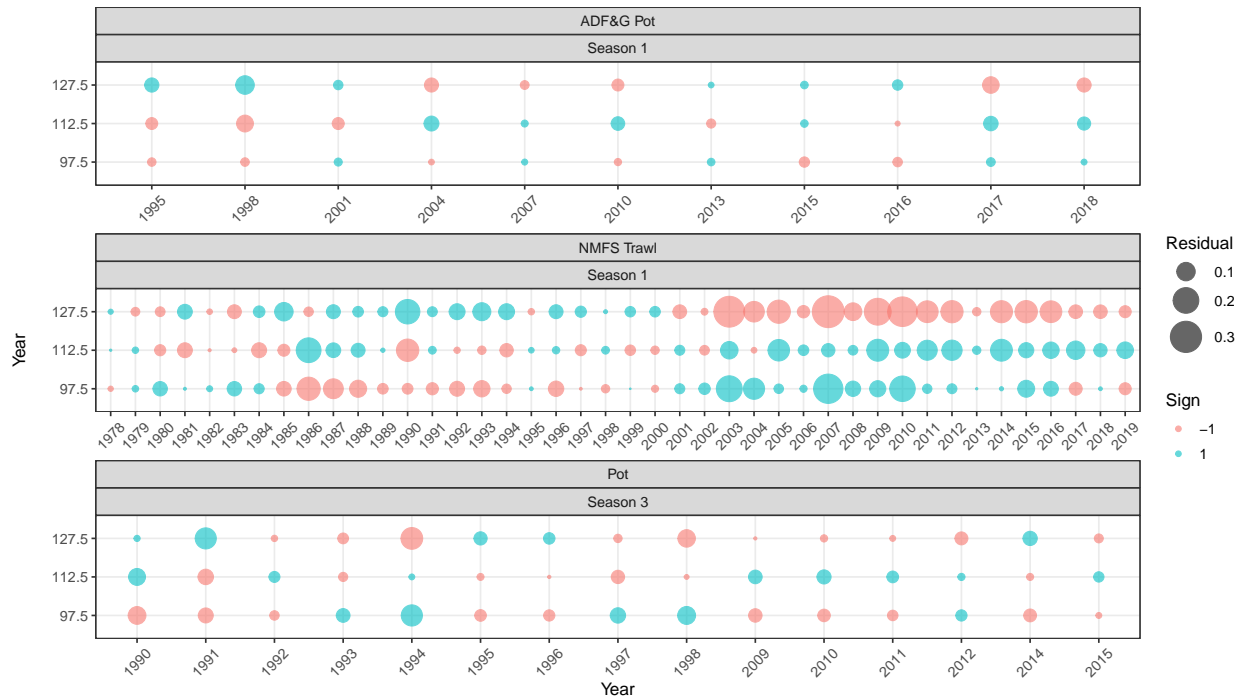 ADF&G Pot
Season 1
127.5
112.5
97.5
1995 1998 2001 2004 2007 2010 2013 2015 2016 2017 2018
NMFS Trawl
Season 1
127.5
112.5
97.5
1978 1979 1980 1981 1982 1983 1984 1985 1986 1987 1988 1989 1990 1991 1992 1993 1994 1995 1996 1997 1998 1999 2000 2001 2002 2003 2004 2005 2006 2007 2008 2009 2010 2011 2012 2013 2014 2015 2016 2017 2018 2019
Pot
Season 3
127.5
112.5
97.5
1990 1991 1992 1993 1994 1995 1996 1997 1998 2009 2010 2011 2012 2014 2015
Year
Year
Residual
0.1
0.2
0.3
Sign
−1
1